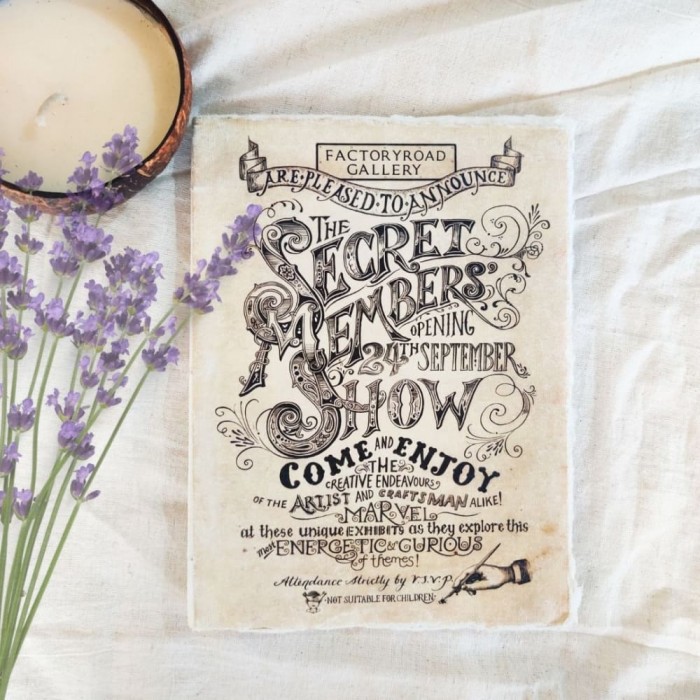 FACTORYROAD
GALLERY
ARE·PLEASED·TO·ANNOUNCE
THE
SECRET
MEMBERS'
OPENING
24TH SEPTEMBER
SHOW
COME AND ENJOY
THE
CREATIVE ENDEAVOURS
OF THE ARTIST AND CRAFTSMAN ALIKE!
MARVEL
at these unique EXHIBITS as they explore this
most ENERGETIC & CURIOUS
of themes!
Attendance Strictly by r.s.v.p.
·NOT SUITABLE FOR CHILDREN·